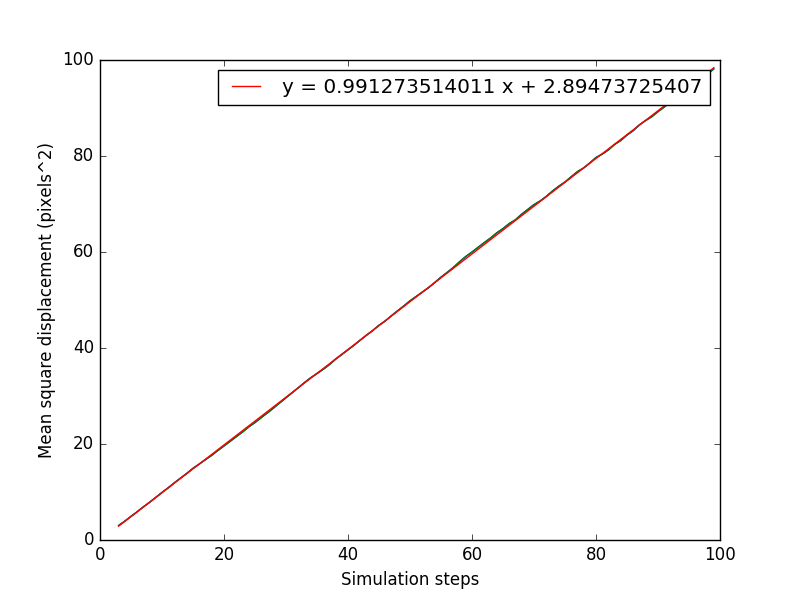 y = 0.991273514011 x + 2.89473725407
100
80
60
40
20
0
Mean square displacement (pixels^2)
0 20 40 60 80 100
Simulation steps